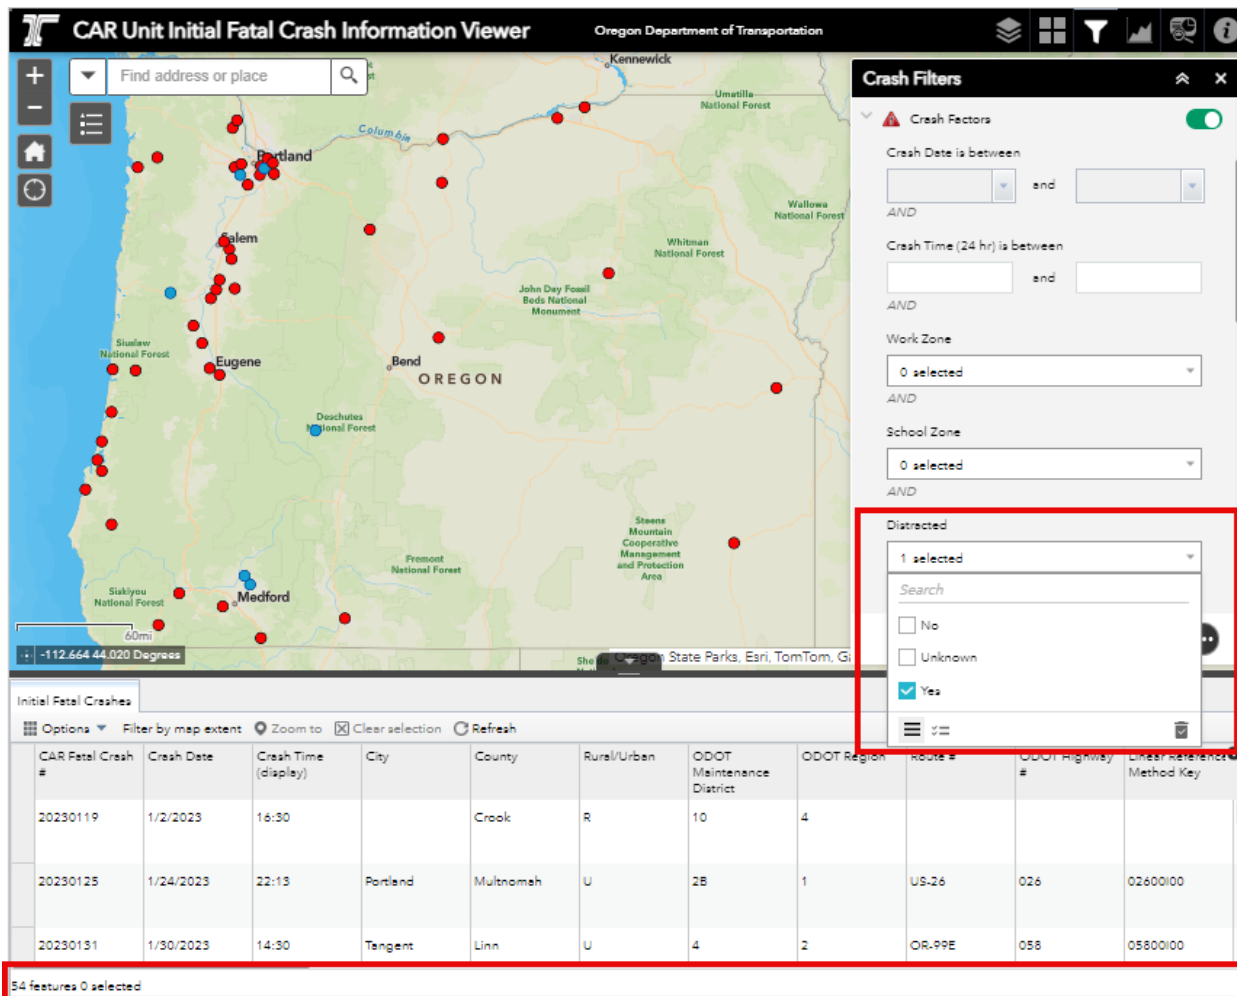 CAR Unit Initial Fatal Crash Information Viewer
Oregon Department of Transportation
Find address or place
Kennewick
Umatilla
National Forest
Columbia
Portland
Wallowa
National Forest
Salem
Whitman
National Forest
John Day Fossil
Beds National
Monument
Siuslaw
National Forest
Eugene
Bend
OREGON
Deschutes
National Forest
Steens
Mountain
Cooperative
Management
and Protection
Area
Fremont
National Forest
Siskiyou
National Forest
Medford
60mi
-112.664 44.020 Degrees
Oregon State Parks, Esri, TomTom,
Crash Filters
Crash Factors
Crash Date is between
and
AND
Crash Time (24 hr) is between
and
AND
Work Zone
0 selected
AND
School Zone
0 selected
AND
Distracted
1 selected
Search
No
Unknown
Yes
Initial Fatal Crashes
Options Filter by map extent Zoom to Clear selection Refresh
CAR Fatal Crash # Crash Date Crash Time (display) City County Rural/Urban ODOT Maintenance District ODOT Region Route # ODOT Highway # Linear Reference Method Key
20230119 1/2/2023 16:30 Crook R 10 4
20230125 1/24/2023 22:13 Portland Multnomah U 2B 1 US-26 026 02600I00
20230131 1/30/2023 14:30 Tangent Linn U 4 2 OR-99E 058 05800I00
54 features 0 selected